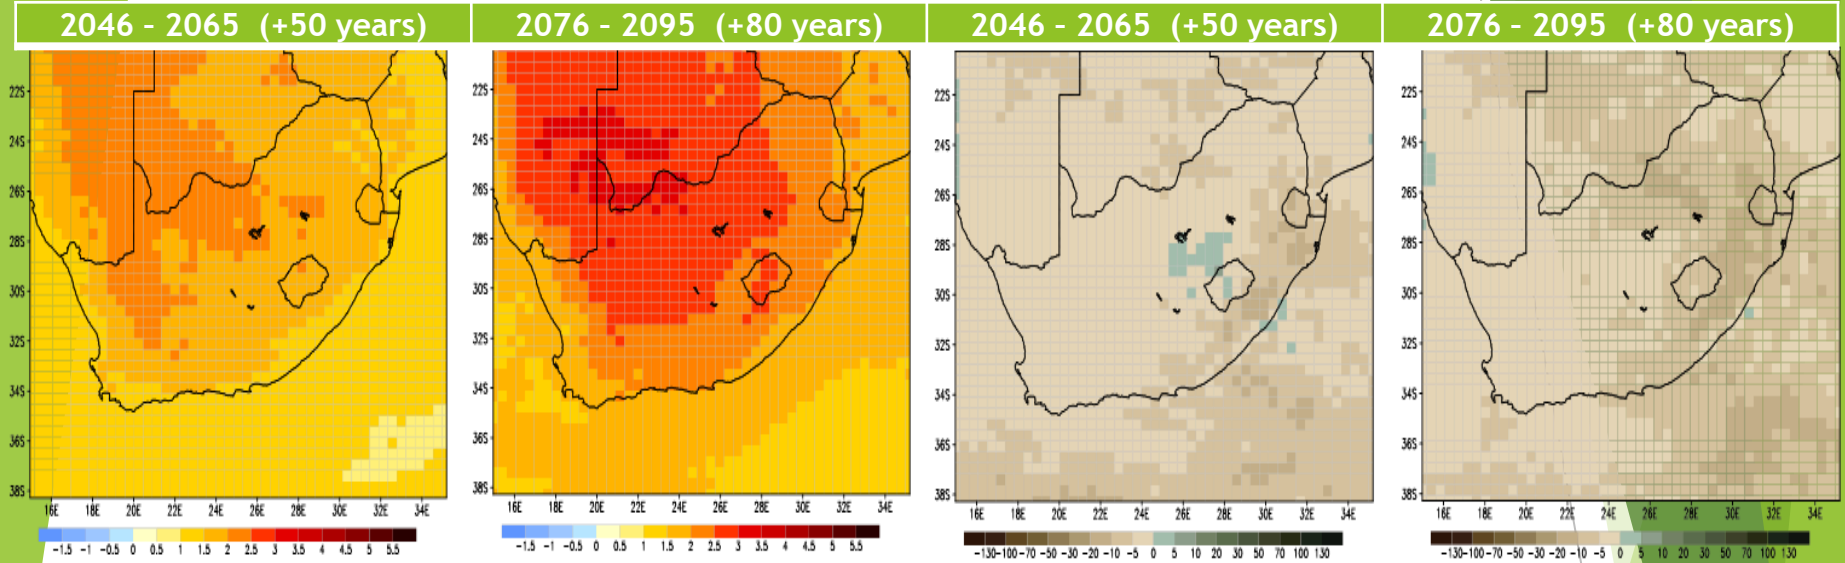 2046 – 2065 (+50 years) 2076 – 2095 (+80 years) 2046 – 2065 (+50 years) 2076 – 2095 (+80 years)
22S 22S 22S 22S
24S 24S 24S 24S
26S 26S 26S 26S
28S 28S 28S 28S
30S 30S 30S 30S
32S 32S 32S 32S
34S 34S 34S 34S
36S 36S 36S 36S
38S 38S 38S 38S
16E 18E 20E 22E 24E 26E 28E 30E 32E 34E
16E 18E 20E 22E 24E 26E 28E 30E 32E 34E
16E 18E 20E 22E 24E 26E 28E 30E 32E 34E
16E 18E 20E 22E 24E 26E 28E 30E 32E 34E
−1.5 −1 −0.5 0 0.5 1 1.5 2 2.5 3 3.5 4 4.5 5 5.5
−1.5 −1 −0.5 0 0.5 1 1.5 2 2.5 3 3.5 4 4.5 5 5.5
−130−100−70 −50 −30 −20 −10 −5 0 5 10 20 30 50 70 100 130
−130−100−70 −50 −30 −20 −10 −5 0 5 10 20 30 50 70 100 130